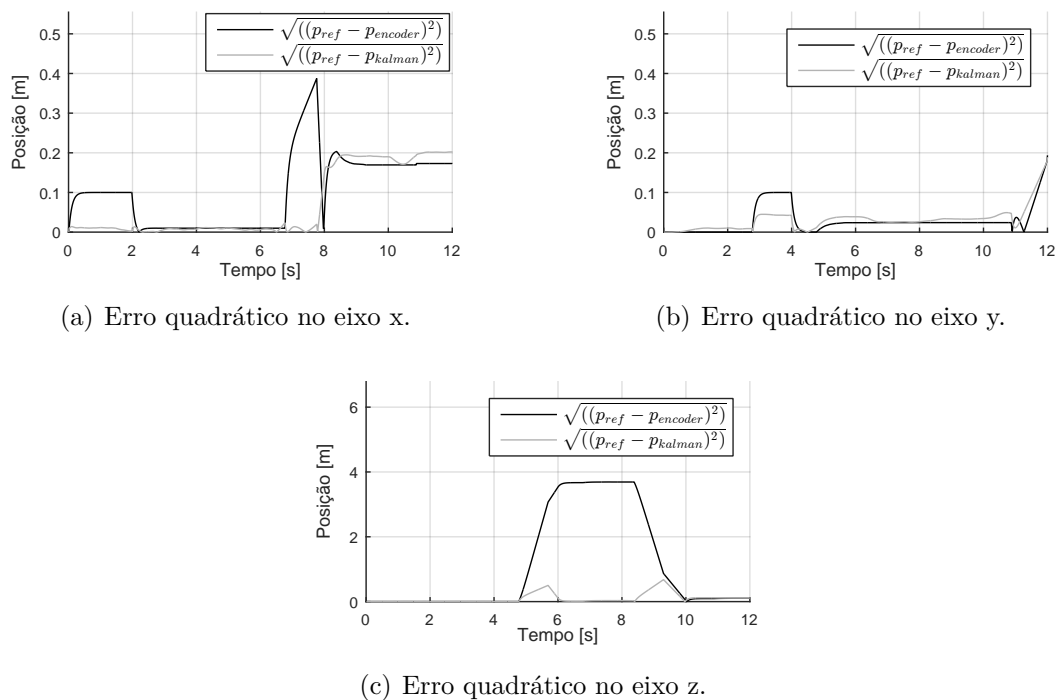 0.5
0.4
0.3
0.2
0.1
0
Posição [m]
√((p_ref − p_encoder)²)
√((p_ref − p_kalman)²)
0 2 4 6 8 10 12
Tempo [s]
(a) Erro quadrático no eixo x.
0.5
0.4
0.3
0.2
0.1
0
Posição [m]
√((p_ref − p_encoder)²)
√((p_ref − p_kalman)²)
0 2 4 6 8 10 12
Tempo [s]
(b) Erro quadrático no eixo y.
6
4
2
0
Posição [m]
√((p_ref − p_encoder)²)
√((p_ref − p_kalman)²)
0 2 4 6 8 10 12
Tempo [s]
(c) Erro quadrático no eixo z.